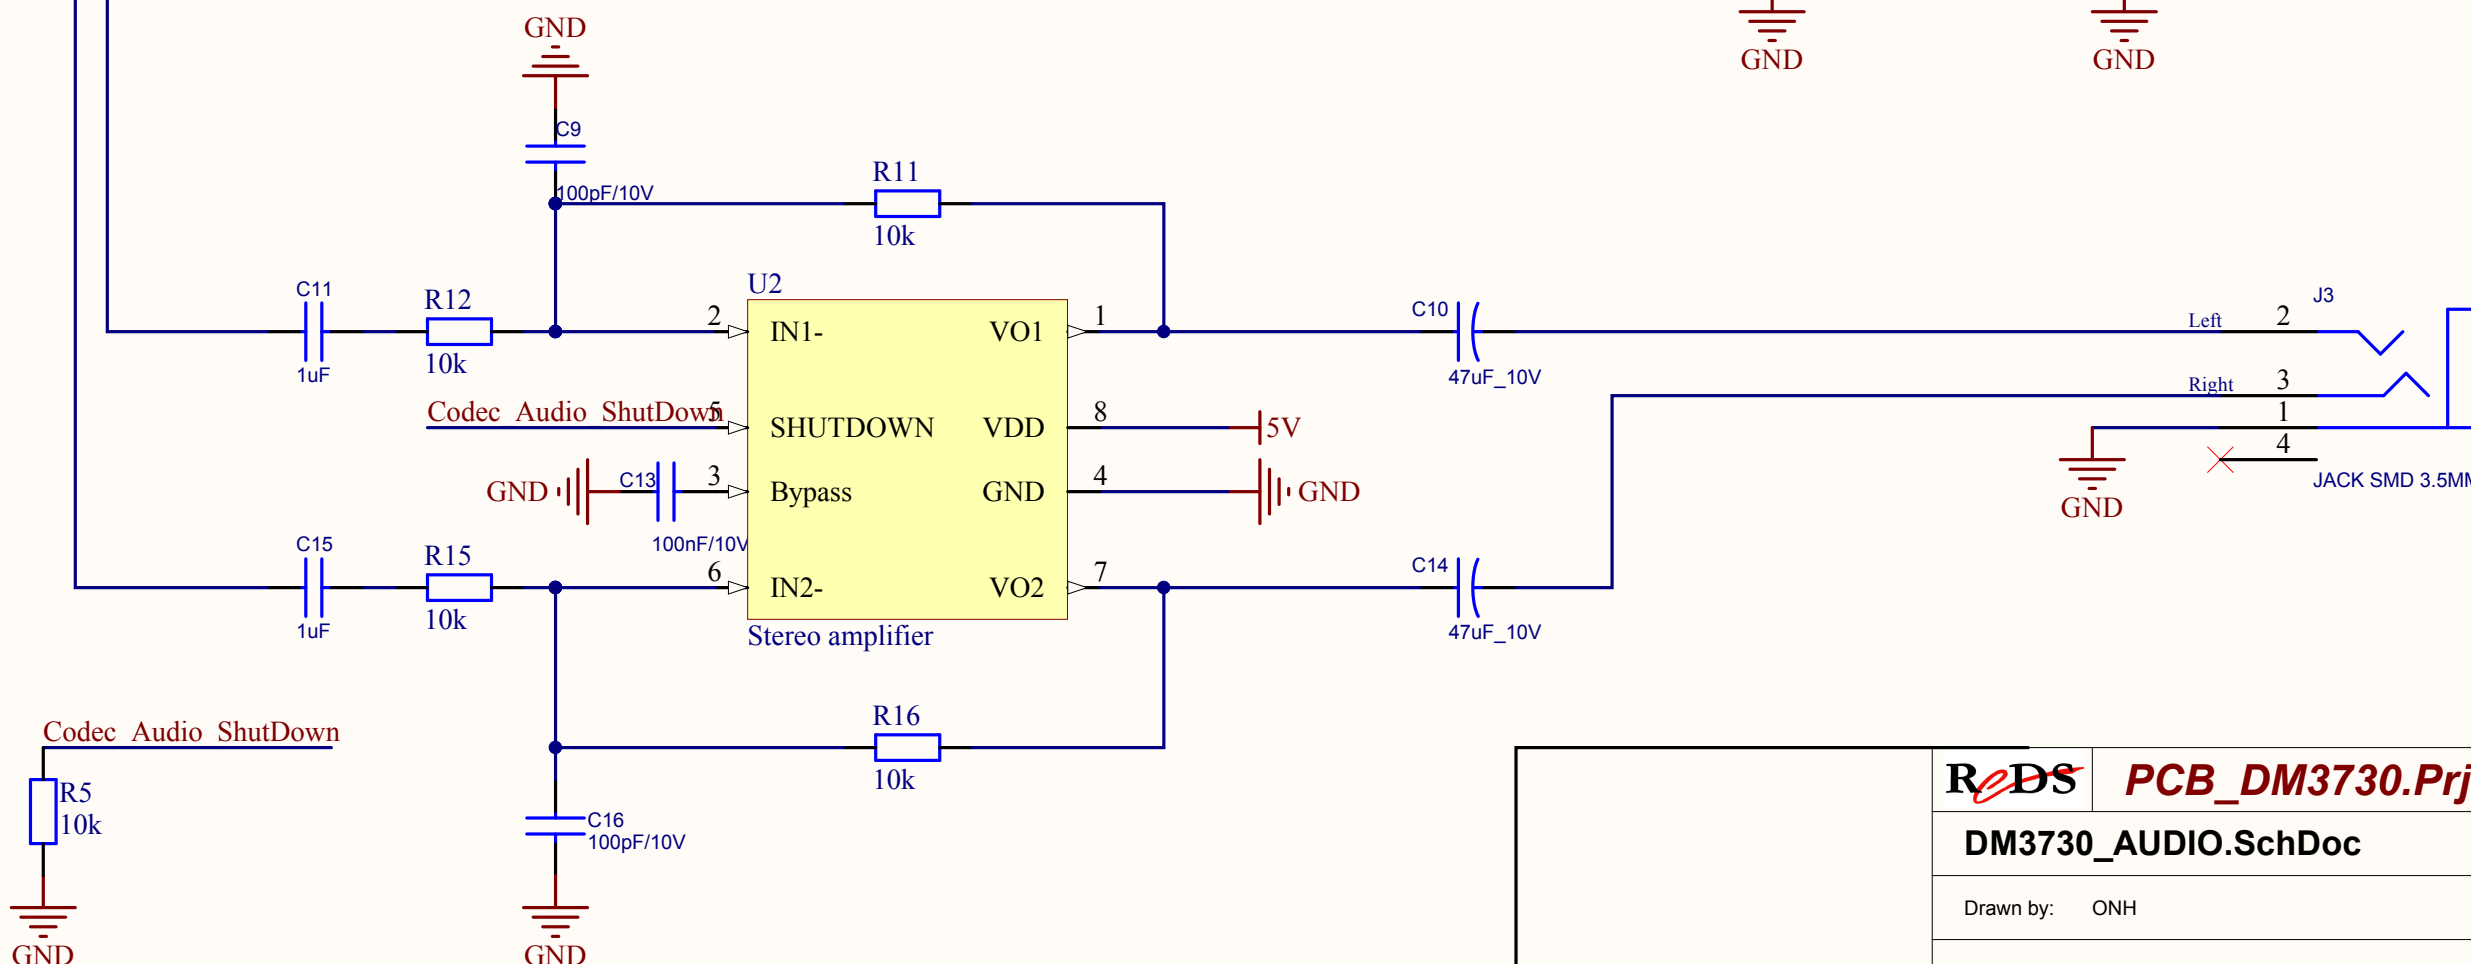 GND
GND
GND
C9
100pF/10V
R11
10k
U2
C11
1uF
R12
10k
2
IN1-
VO1
1
C10
47uF_10V
Left
2
J3
Right
3
1
4
JACK SMD 3.5M
GND
Codec_Audio_ShutDown
5
SHUTDOWN
VDD
8
5V
GND
C13
100nF/10V
3
Bypass
GND
4
GND
C15
1uF
R15
10k
6
IN2-
VO2
7
C14
47uF_10V
Stereo amplifier
R16
10k
Codec_Audio_ShutDown
R5
10k
GND
C16
100pF/10V
GND
ReDS
PCB_DM3730.Prj
DM3730_AUDIO.SchDoc
Drawn by: ONH